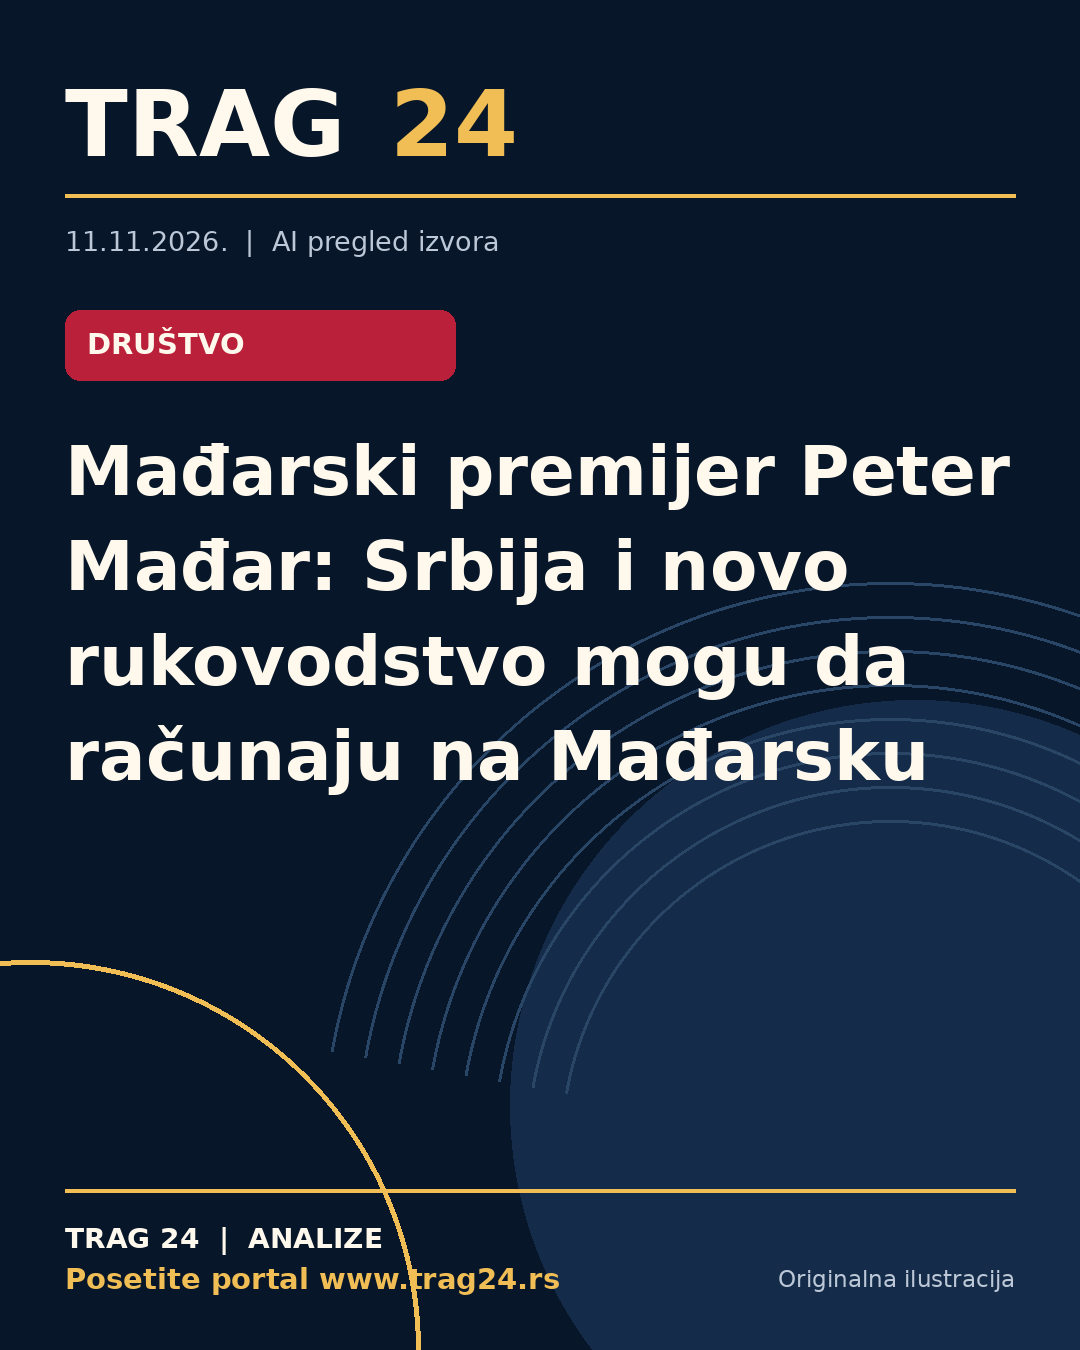 TRAG 24
11.11.2026. | AI pregled izvora
DRUŠTVO
Mađarski premijer Peter
Mađar: Srbija i novo
rukovodstvo mogu da
računaju na Mađarsku
TRAG 24 | ANALIZE
Posetite portal www.trag24.rs
Originalna ilustracija